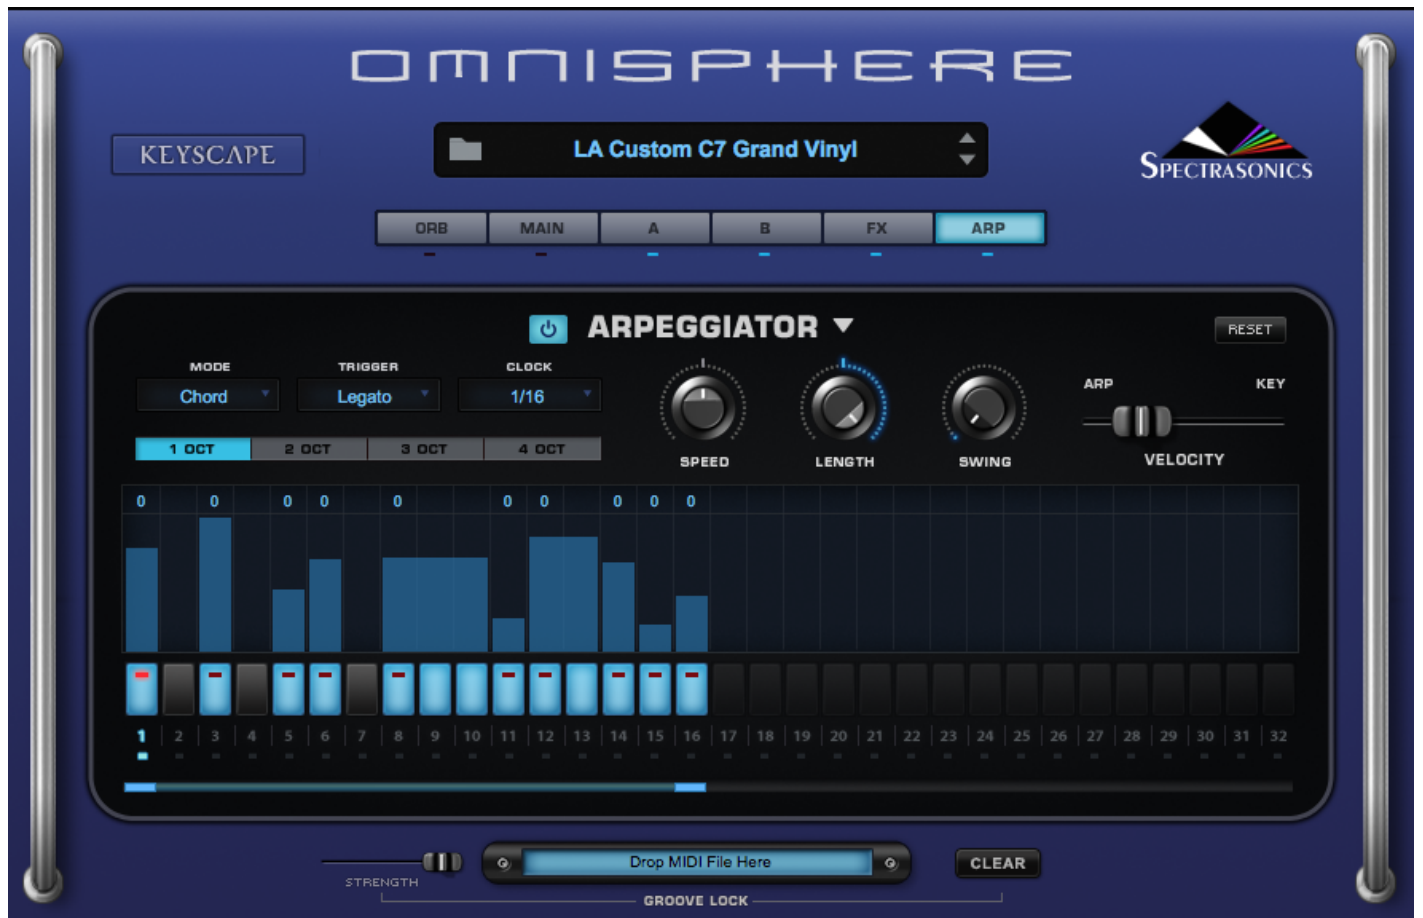 OMNISPHERE
KEYSCAPE
LA Custom C7 Grand Vinyl
SPECTRASONICS
ORB MAIN A B FX ARP
ARPEGGIATOR
RESET
MODE TRIGGER CLOCK
Chord Legato 1/16
ARP KEY
1 OCT 2 OCT 3 OCT 4 OCT
SPEED LENGTH SWING VELOCITY
0 0 0 0 0 0 0 0 0 0
1 2 3 4 5 6 7 8 9 10 11 12 13 14 15 16 17 18 19 20 21 22 23 24 25 26 27 28 29 30 31 32
Drop MIDI File Here
CLEAR
STRENGTH
GROOVE LOCK